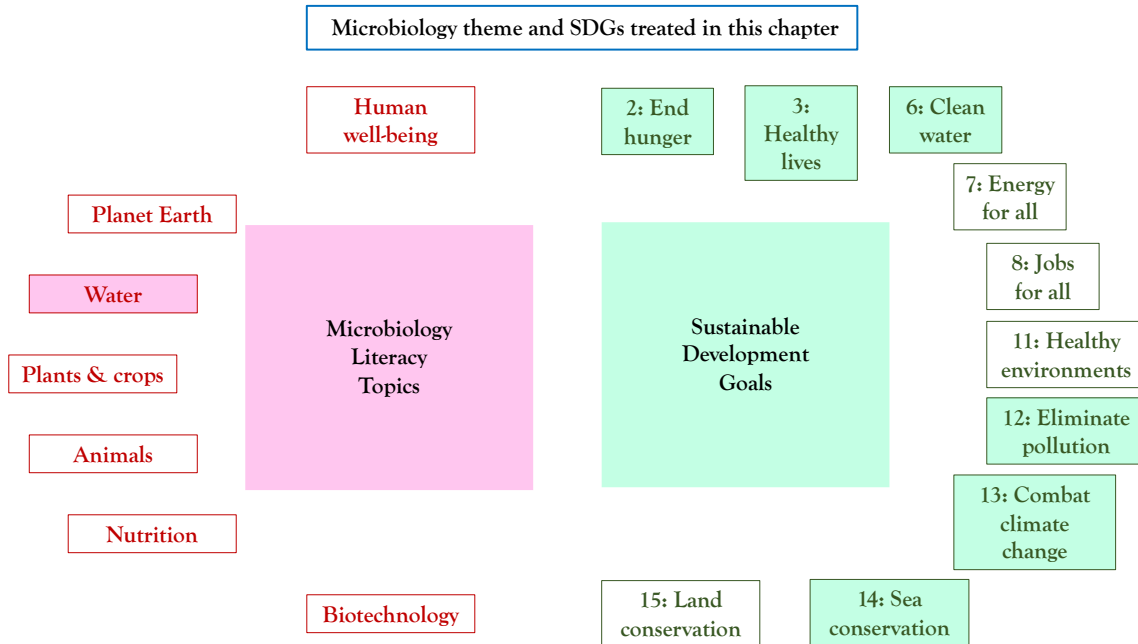 Microbiology theme and SDGs treated in this chapter
Human
well-being
Planet Earth
Water
Plants & crops
Animals
Nutrition
Biotechnology
Microbiology
Literacy
Topics
2: End
hunger
3:
Healthy
lives
6: Clean
water
7: Energy
for all
8: Jobs
for all
11: Healthy
environments
12: Eliminate
pollution
13: Combat
climate
change
14: Sea
conservation
15: Land
conservation
Sustainable
Development
Goals